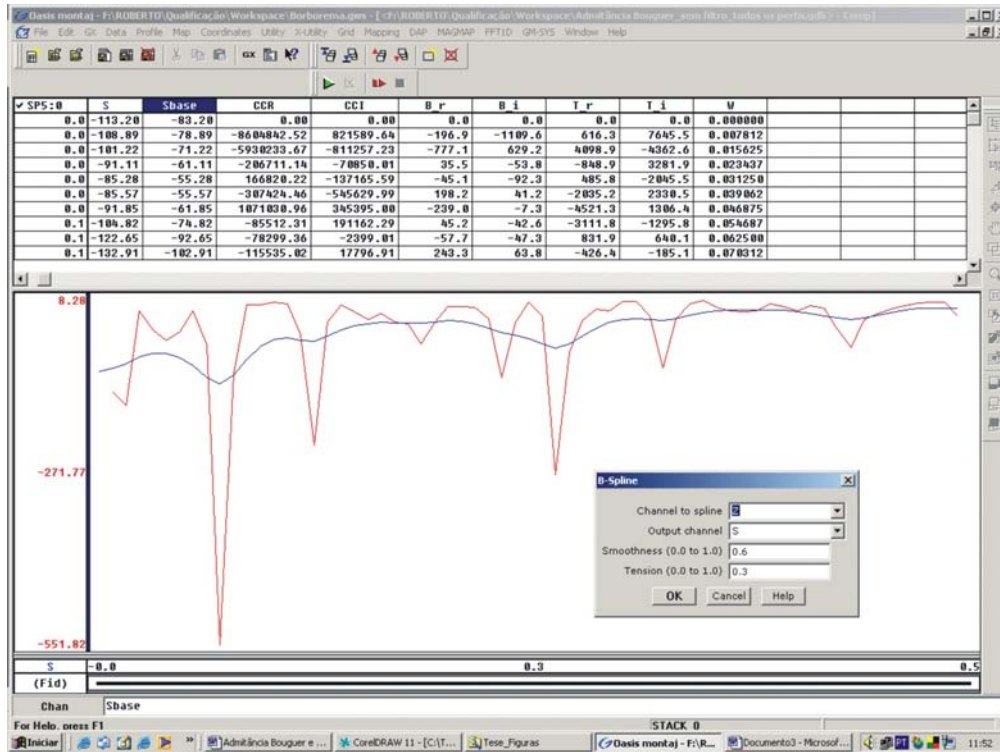 Oasis montaj - F:\ROBERTO\Qualificação\Workspace\Borborema.gws - [ <F:\ROBERTO\Qualificação\Workspace\Admitância Bouguer_sem filtro_todos os perfis.gdb> - Comp.]
File Edit GX Data Profile Map Coordinates Utility X-Utility Grid Mapping DAP MAGMAP FFT1D GM-SYS Window Help
GX
✓ SP5:0 S Sbase CCR CCI B_r B_i T_r T_i W
0.0 -113.20 -83.20 0.00 0.00 0.0 0.0 0.0 0.0 0.000000
0.0 -108.89 -78.89 -8604842.52 821589.64 -196.9 -1109.6 616.3 7645.5 0.007812
0.0 -101.22 -71.22 -5930233.67 -811257.23 -777.1 629.2 4098.9 -4362.6 0.015625
0.0 -91.11 -61.11 -206711.14 -70850.01 35.5 -53.8 -848.9 3281.9 0.023437
0.0 -85.28 -55.28 166820.22 -137165.59 -45.1 -92.3 485.8 -2045.5 0.031250
0.0 -85.57 -55.57 -307424.46 -545629.99 198.2 41.2 -2035.2 2330.5 0.039062
0.0 -91.85 -61.85 1071030.96 345395.00 -239.0 -7.3 -4521.3 1306.4 0.046875
0.1 -104.82 -74.82 -85512.31 191162.29 45.2 -42.6 -3111.8 -1295.8 0.054687
0.1 -122.65 -92.65 -78299.36 -2399.01 -57.7 -47.3 831.9 640.1 0.062500
0.1 -132.91 -102.91 -115535.02 17796.91 243.3 63.8 -426.4 -185.1 0.070312
8.28
-271.77
-551.82
B-Spline
Channel to spline Z
Output channel S
Smoothness (0.0 to 1.0) 0.6
Tension (0.0 to 1.0) 0.3
OK Cancel Help
S -0.0 0.3 0.5
(Fid)
Chan Sbase
For Help, press F1 STACK 0
Iniciar » Admitância Bouguer e ... CorelDRAW 11 - [C:\T... Tese_Figuras Oasis montaj - F:\R... Documento3 - Microsof... PT 11:52